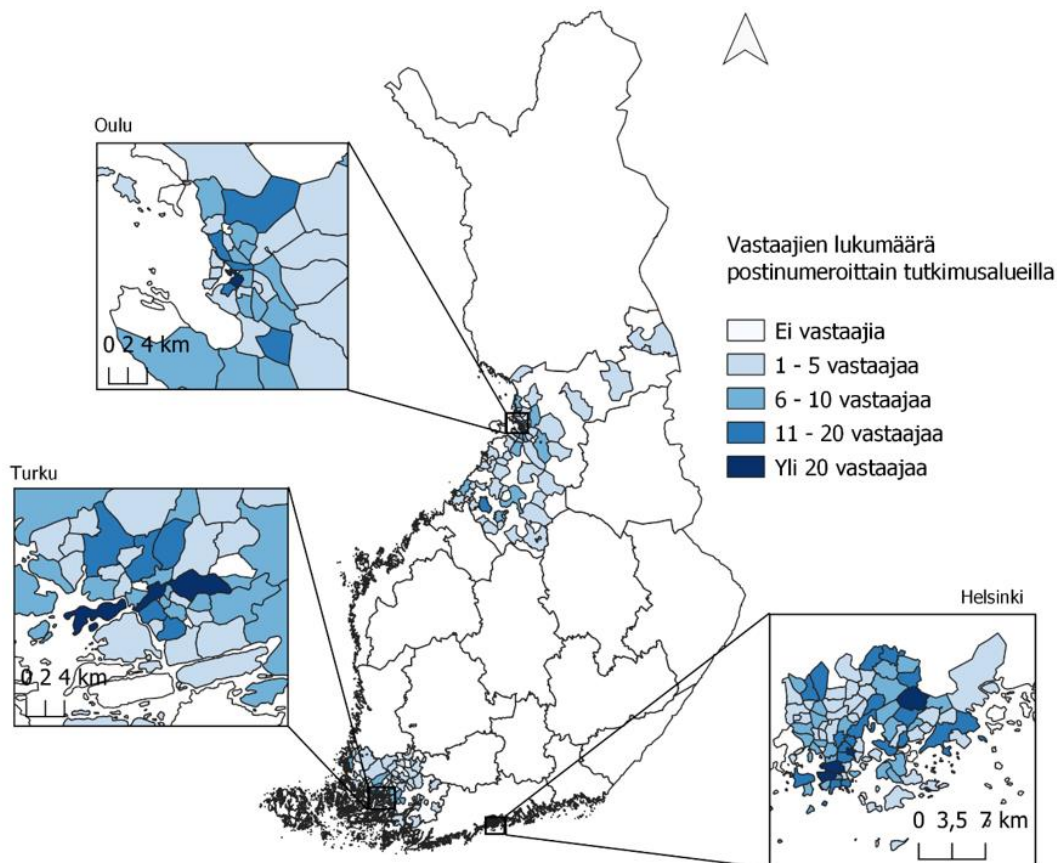 Oulu
0 2 4 km
Turku
0 2 4 km
Vastaajien lukumäärä
postinumeroittain tutkimusalueilla
Ei vastaajia
1 - 5 vastaajaa
6 - 10 vastaajaa
11 - 20 vastaajaa
Yli 20 vastaajaa
Helsinki
0 3,5 7 km